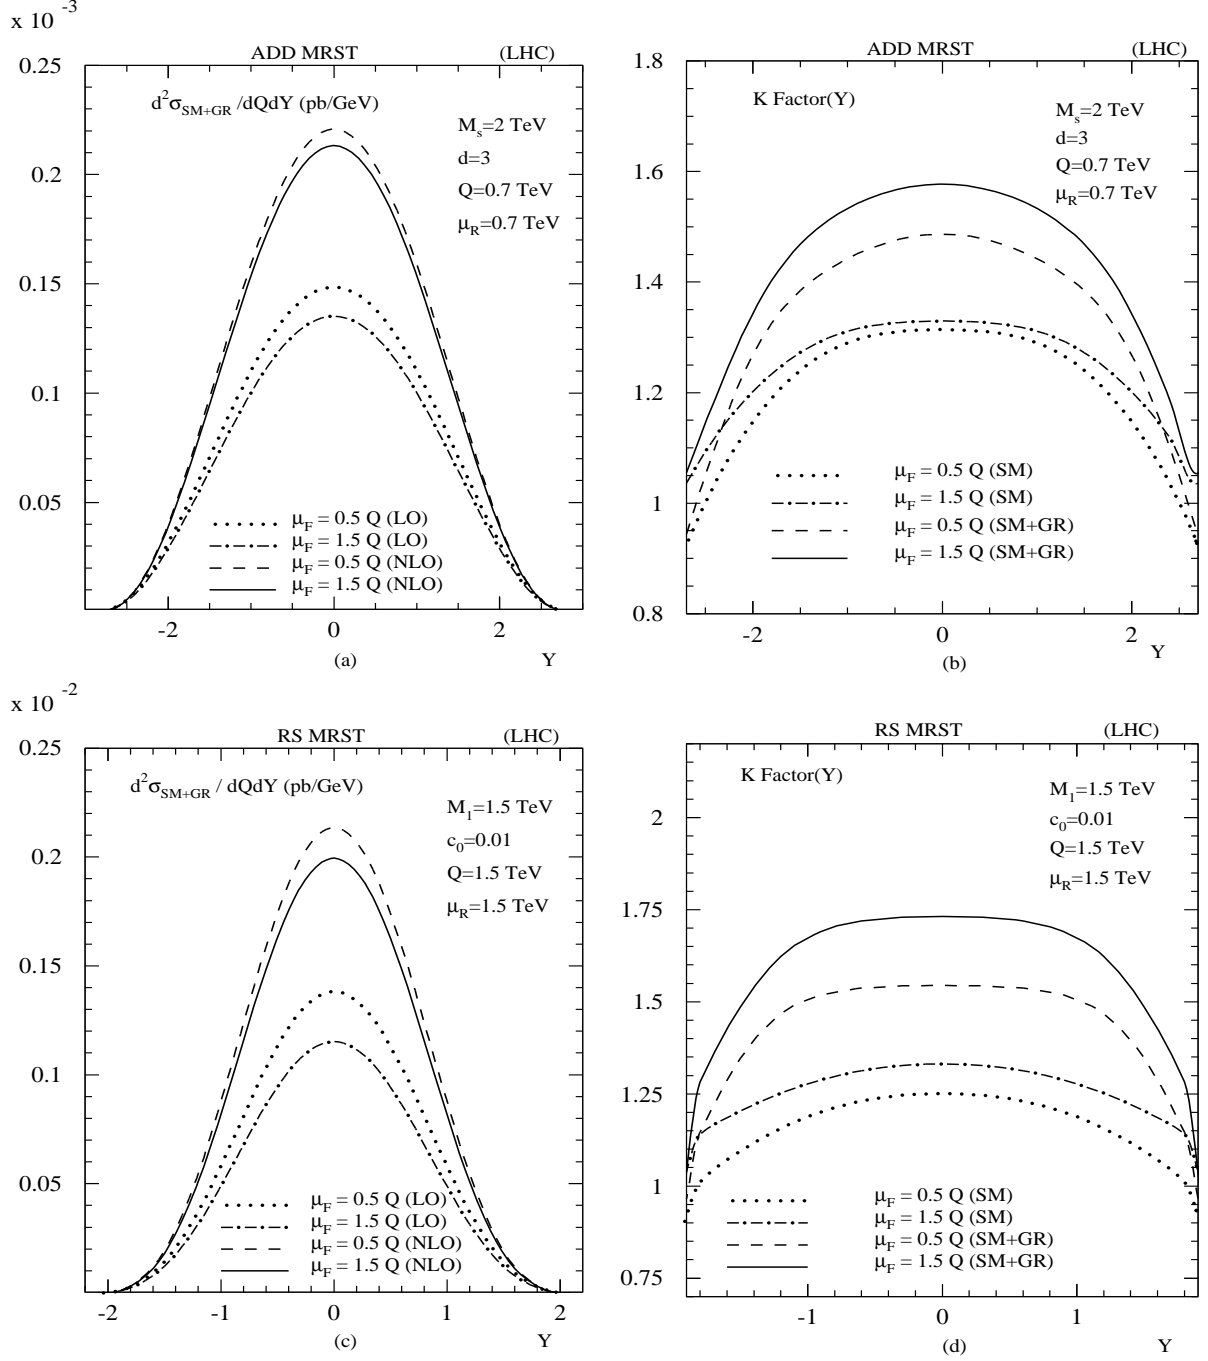 x 10 -3
ADD MRST (LHC)
d²σSM+GR /dQdY (pb/GeV)
Ms=2 TeV
d=3
Q=0.7 TeV
μR=0.7 TeV
0.25
0.2
0.15
0.1
0.05
μF = 0.5 Q (LO)
μF = 1.5 Q (LO)
μF = 0.5 Q (NLO)
μF = 1.5 Q (NLO)
-2 0 2
(a) Y
ADD MRST (LHC)
K Factor(Y)
Ms=2 TeV
d=3
Q=0.7 TeV
μR=0.7 TeV
1.8
1.6
1.4
1.2
1
0.8
μF = 0.5 Q (SM)
μF = 1.5 Q (SM)
μF = 0.5 Q (SM+GR)
μF = 1.5 Q (SM+GR)
-2 0 2
(b) Y
x 10 -2
RS MRST (LHC)
d²σSM+GR / dQdY (pb/GeV)
M1=1.5 TeV
c0=0.01
Q=1.5 TeV
μR=1.5 TeV
0.25
0.2
0.15
0.1
0.05
μF = 0.5 Q (LO)
μF = 1.5 Q (LO)
μF = 0.5 Q (NLO)
μF = 1.5 Q (NLO)
-2 -1 0 1 2
(c) Y
RS MRST (LHC)
K Factor(Y)
M1=1.5 TeV
c0=0.01
Q=1.5 TeV
μR=1.5 TeV
2
1.75
1.5
1.25
1
0.75
μF = 0.5 Q (SM)
μF = 1.5 Q (SM)
μF = 0.5 Q (SM+GR)
μF = 1.5 Q (SM+GR)
-1 0 1
(d) Y